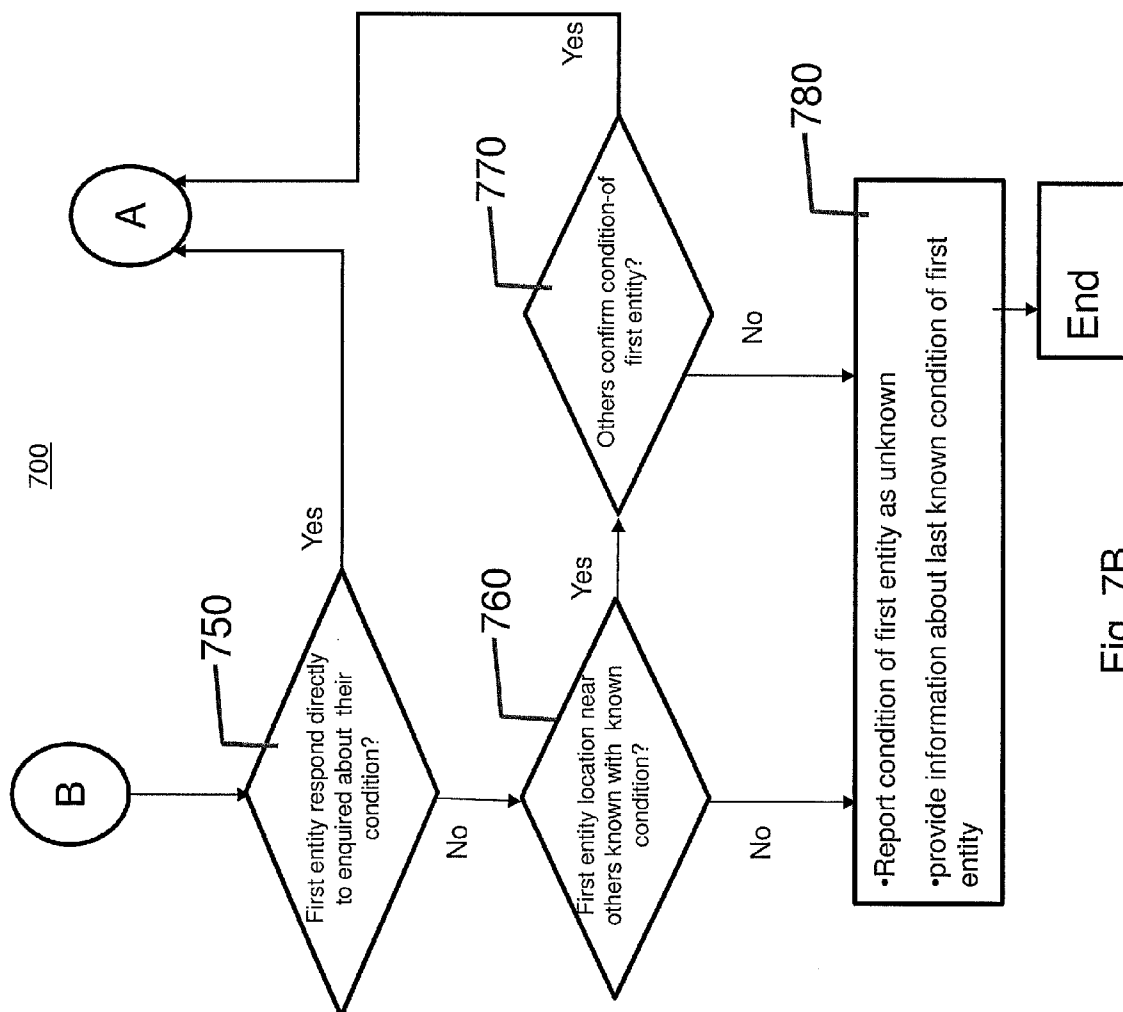 700
B
A
750
First entity respond directly
to enquired about their
condition?
Yes
No
760
First entity location near
others known with known
condition?
Yes
No
770
Others confirm condition-of
first entity?
Yes
No
780
•Report condition of first entity as unknown
•provide information about last known condition of first
entity
End
Fig. 7B